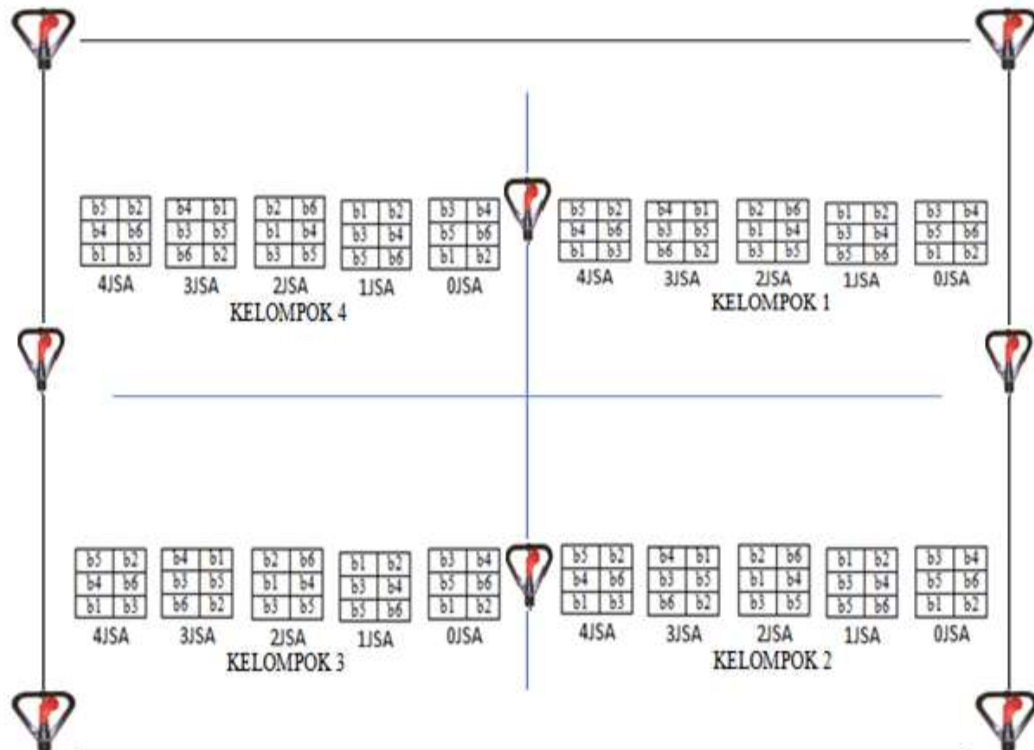 b5 b2 b4 b1 b2 b6 b1 b2 b3 b4 b5 b2 b4 b1 b2 b6 b1 b2 b3 b4
b4 b6 b3 b5 b1 b4 b3 b4 b5 b6 b4 b6 b3 b5 b1 b4 b3 b4 b5 b6
b1 b3 b6 b2 b3 b5 b5 b6 b1 b2 b1 b3 b6 b2 b3 b5 b5 b6 b1 b2
4JSA 3JSA 2JSA 1JSA 0JSA 4JSA 3JSA 2JSA 1JSA 0JSA
KELOMPOK 4 KELOMPOK 1
b5 b2 b4 b1 b2 b6 b1 b2 b3 b4 b5 b2 b4 b1 b2 b6 b1 b2 b3 b4
b4 b6 b3 b5 b1 b4 b3 b4 b5 b6 b4 b6 b3 b5 b1 b4 b3 b4 b5 b6
b1 b3 b6 b2 b3 b5 b5 b6 b1 b2 b1 b3 b6 b2 b3 b5 b5 b6 b1 b2
4JSA 3JSA 2JSA 1JSA 0JSA 4JSA 3JSA 2JSA 1JSA 0JSA
KELOMPOK 3 KELOMPOK 2